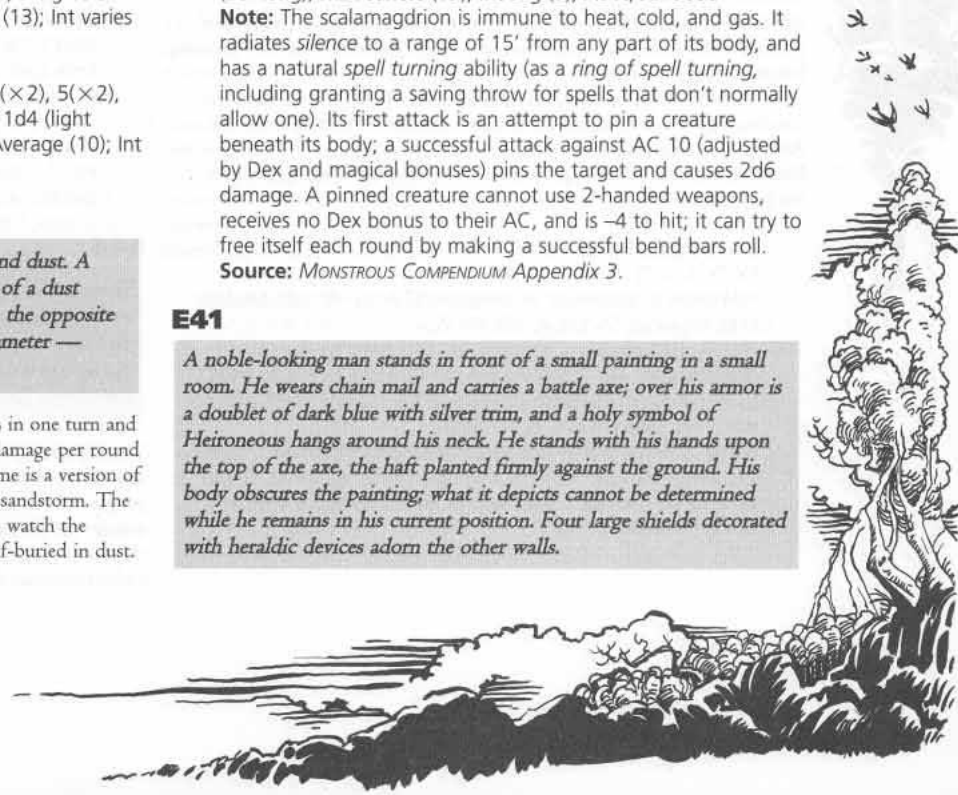 (13); Int varies
(×2), 5(×2),
1d4 (light
Average (10); Int
nd dust. A
of a dust
the opposite
meter —
in one turn and
amage per round
me is a version of
sandstorm. The
watch the
f-buried in dust.
Note: The scalamagdrion is immune to heat, cold, and gas. It
radiates silence to a range of 15' from any part of its body, and
has a natural spell turning ability (as a ring of spell turning,
including granting a saving throw for spells that don't normally
allow one). Its first attack is an attempt to pin a creature
beneath its body; a successful attack against AC 10 (adjusted
by Dex and magical bonuses) pins the target and causes 2d6
damage. A pinned creature cannot use 2-handed weapons,
receives no Dex bonus to their AC, and is –4 to hit; it can try to
free itself each round by making a successful bend bars roll.
Source: MONSTROUS COMPENDIUM Appendix 3.
E41
A noble-looking man stands in front of a small painting in a small
room. He wears chain mail and carries a battle axe; over his armor is
a doublet of dark blue with silver trim, and a holy symbol of
Heironeous hangs around his neck. He stands with his hands upon
the top of the axe, the haft planted firmly against the ground. His
body obscures the painting; what it depicts cannot be determined
while he remains in his current position. Four large shields decorated
with heraldic devices adorn the other walls.